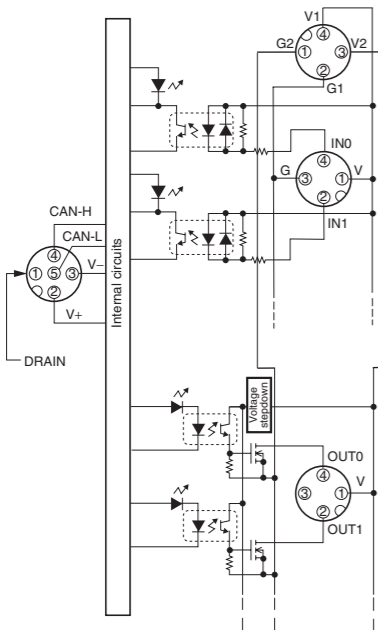 V1
G2
④
①
③
V2
②
G1
IN0
④
G
③
①
V
②
IN1
CAN-H
CAN-L
④
①
⑤
③
V−
②
V+
DRAIN
Internal circuits
Voltage
stepdown
OUT0
④
③
①
V
②
OUT1